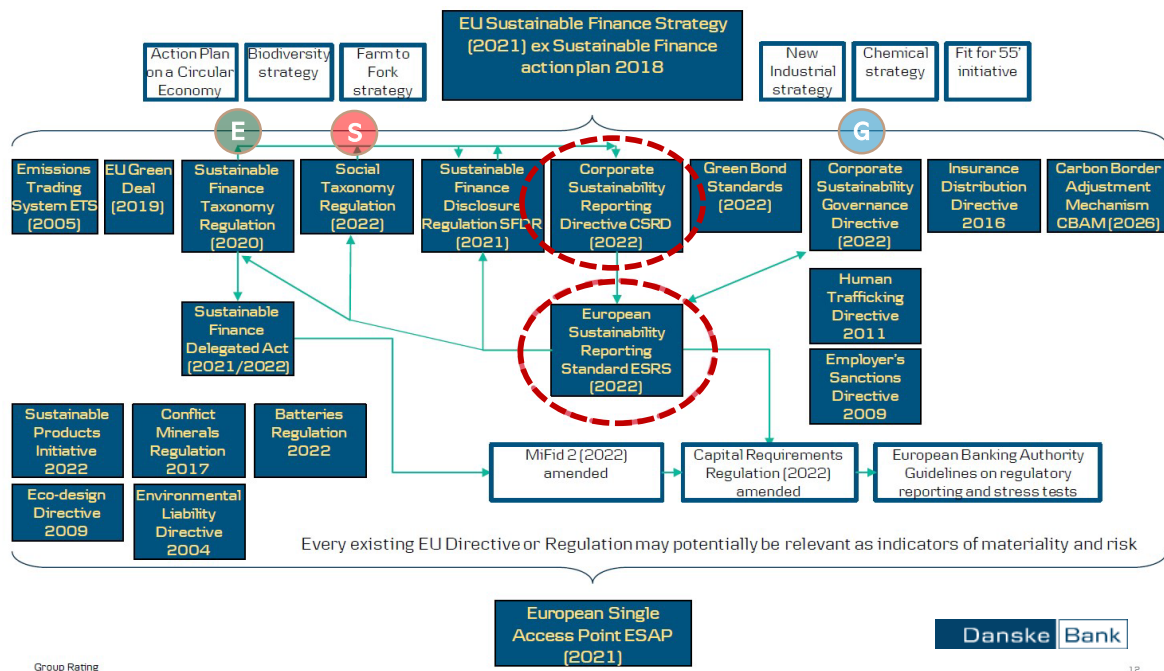 EU Sustainable Finance Strategy
(2021) ex Sustainable Finance
action plan 2018
Action Plan
on a Circular
Economy
Biodiversity
strategy
Farm to
Fork
strategy
New
Industrial
strategy
Chemical
strategy
Fit for 55'
initiative
E
S
G
Emissions
Trading
System ETS
(2005)
EU Green
Deal
(2019)
Sustainable
Finance
Taxonomy
Regulation
(2020)
Social
Taxonomy
Regulation
(2022)
Sustainable
Finance
Disclosure
Regulation SFDR
(2021)
Corporate
Sustainability
Reporting
Directive CSRD
(2022)
Green Bond
Standards
(2022)
Corporate
Sustainability
Governance
Directive
(2022)
Insurance
Distribution
Directive
2016
Carbon Border
Adjustment
Mechanism
CBAM (2026)
Sustainable
Finance
Delegated Act
(2021/2022)
European
Sustainability
Reporting
Standard ESRS
(2022)
Human
Trafficking
Directive
2011
Employer's
Sanctions
Directive
2009
Sustainable
Products
Initiative
2022
Conflict
Minerals
Regulation
2017
Batteries
Regulation
2022
Eco-design
Directive
2009
Environmental
Liability
Directive
2004
MiFid 2 (2022)
amended
Capital Requirements
Regulation (2022)
amended
European Banking Authority
Guidelines on regulatory
reporting and stress tests
Every existing EU Directive or Regulation may potentially be relevant as indicators of materiality and risk
European Single
Access Point ESAP
(2021)
Danske Bank
Group Rating
12